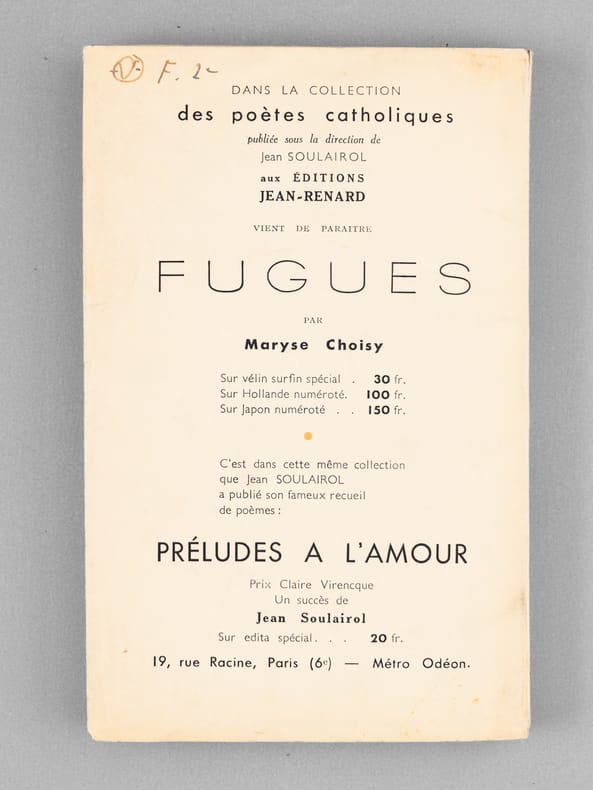 F. 2-
DANS LA COLLECTION
des poètes catholiques
publiée sous la direction de
Jean SOULAIROL
aux ÉDITIONS
JEAN-RENARD
VIENT DE PARAITRE
FUGUES
PAR
Maryse Choisy
Sur vélin surfin spécial . 30 fr.
Sur Hollande numéroté. 100 fr.
Sur Japon numéroté . . 150 fr.
C'est dans cette même collection
que Jean SOULAIROL
a publié son fameux recueil
de poèmes :
PRÉLUDES A L'AMOUR
Prix Claire Virencque
Un succès de
Jean Soulairol
Sur edita spécial. . . 20 fr.
19, rue Racine, Paris (6e) — Métro Odéon.